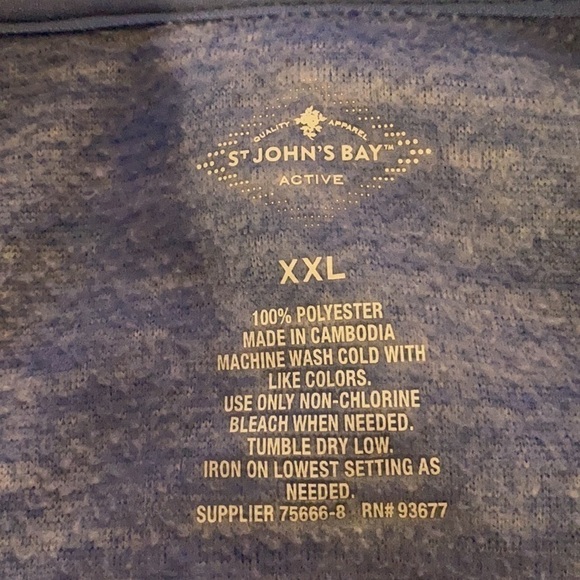 QUALITY APPAREL
ST JOHN'S BAY™
ACTIVE
XXL
100% POLYESTER
MADE IN CAMBODIA
MACHINE WASH COLD WITH
LIKE COLORS.
USE ONLY NON-CHLORINE
BLEACH WHEN NEEDED.
TUMBLE DRY LOW.
IRON ON LOWEST SETTING AS
NEEDED.
SUPPLIER 75666-8 RN# 93677